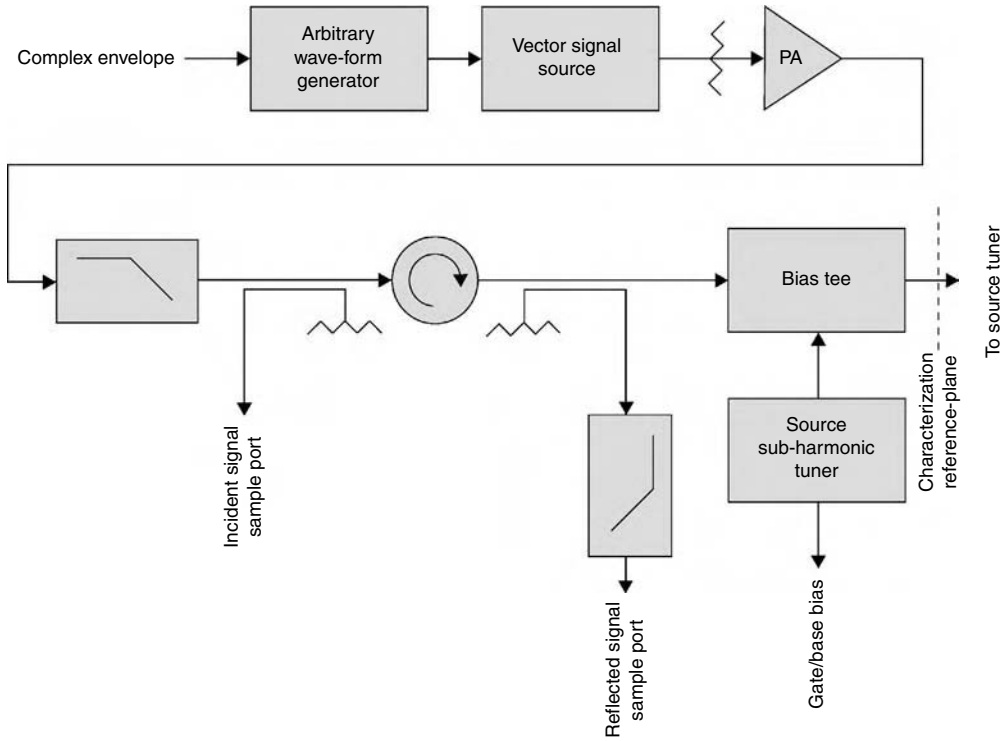 Complex envelope
Arbitrary
wave-form
generator
Vector signal
source
PA
Bias tee
To source tuner
Characterization
reference-plane
Source
sub-harmonic
tuner
Incident signal
sample port
Reflected signal
sample port
Gate/base bias